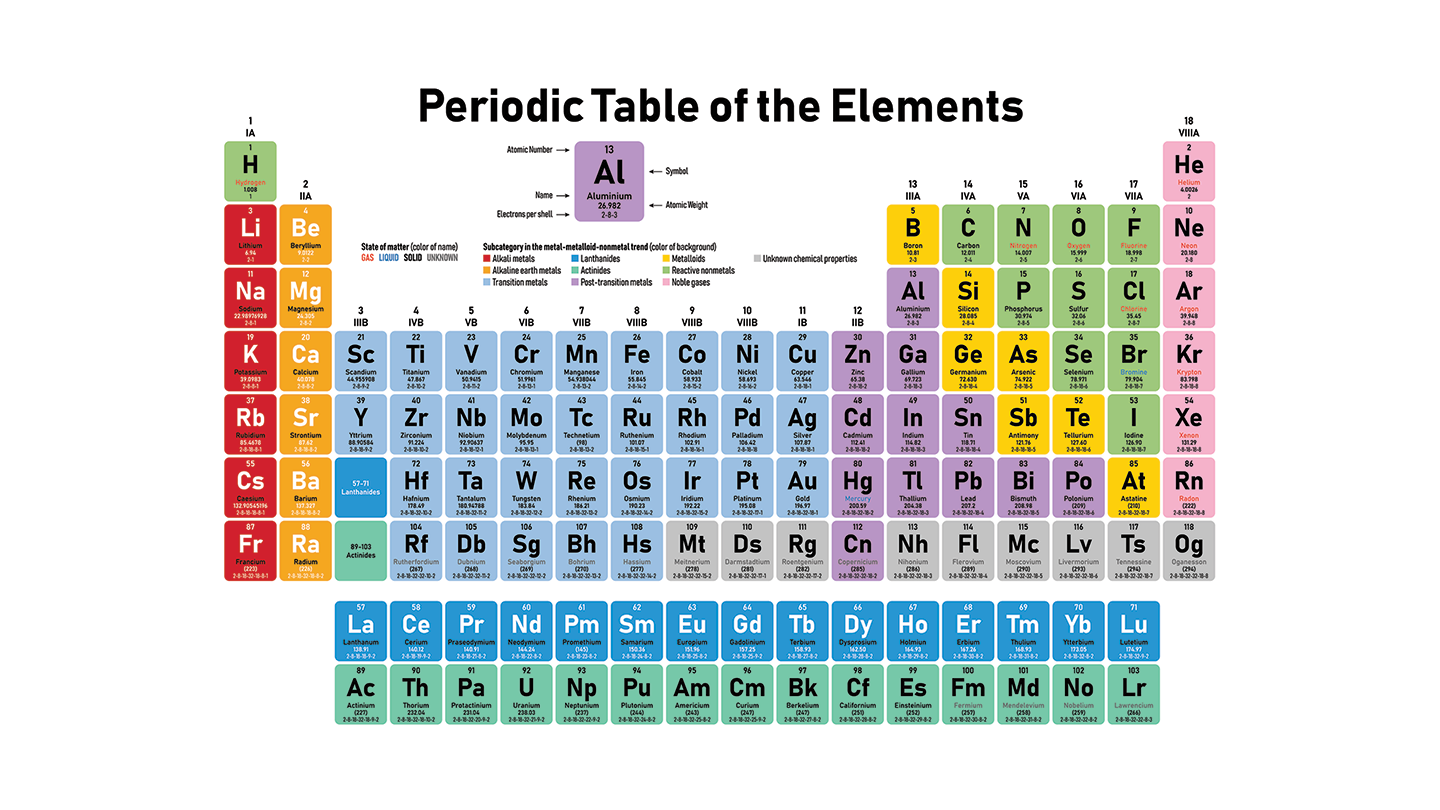 Periodic Table of the Elements
1
IA
18
VIIIA
1
H
Hydrogen
1.008
1
Atomic Number
Name
Electrons per shell
13
Al
Aluminium
26.982
2-8-3
Symbol
Atomic Weight
2
He
Helium
4.0026
2
2
IIA
13 14 15 16 17
IIIA IVA VA VIA VIIA
3 4 5 6 7 8 9 10
Li Be B C N O F Ne
Lithium Beryllium Boron Carbon Nitrogen Oxygen Fluorine Neon
6.94 9.0122 10.81 12.011 14.007 15.999 18.998 20.180
2-1 2-2 2-3 2-4 2-5 2-6 2-7 2-8
State of matter (color of name)
GAS LIQUID SOLID UNKNOWN
Subcategory in the metal-metalloid-nonmetal trend (color of background)
Alkali metals Lanthanides Metalloids Unknown chemical properties
Alkaline earth metals Actinides Reactive nonmetals
Transition metals Post-transition metals Noble gases
11 12 13 14 15 16 17 18
Na Mg Al Si P S Cl Ar
Sodium Magnesium Aluminium Silicon Phosphorus Sulfur Chlorine Argon
22.98976928 24.305 26.982 28.085 30.974 32.06 35.45 39.948
2-8-1 2-8-2 2-8-3 2-8-4 2-8-5 2-8-6 2-8-7 2-8-8
3 4 5 6 7 8 9 10 11 12
IIIB IVB VB VIB VIIB VIIIB VIIIB VIIIB IB IIB
19 20 21 22 23 24 25 26 27 28 29 30 31 32 33 34 35 36
K Ca Sc Ti V Cr Mn Fe Co Ni Cu Zn Ga Ge As Se Br Kr
Potassium Calcium Scandium Titanium Vanadium Chromium Manganese Iron Cobalt Nickel Copper Zinc Gallium Germanium Arsenic Selenium Bromine Krypton
39.0983 40.078 44.955908 47.867 50.9415 51.9961 54.938044 55.845 58.933 58.693 63.546 65.38 69.723 72.630 74.922 78.971 79.904 83.798
2-8-8-1 2-8-8-2 2-8-9-2 2-8-10-2 2-8-11-2 2-8-13-1 2-8-13-2 2-8-14-2 2-8-15-2 2-8-16-2 2-8-18-1 2-8-18-2 2-8-18-3 2-8-18-4 2-8-18-5 2-8-18-6 2-8-18-7 2-8-18-8
37 38 39 40 41 42 43 44 45 46 47 48 49 50 51 52 53 54
Rb Sr Y Zr Nb Mo Tc Ru Rh Pd Ag Cd In Sn Sb Te I Xe
Rubidium Strontium Yttrium Zirconium Niobium Molybdenum Technetium Ruthenium Rhodium Palladium Silver Cadmium Indium Tin Antimony Tellurium Iodine Xenon
85.4678 87.62 88.90584 91.224 92.90637 95.95 (98) 101.07 102.91 106.42 107.87 112.41 114.82 118.71 121.76 127.60 126.90 131.29
2-8-18-8-1 2-8-18-8-2 2-8-18-9-2 2-8-18-10-2 2-8-18-12-1 2-8-18-13-1 2-8-18-13-2 2-8-18-15-1 2-8-18-16-1 2-8-18-18 2-8-18-18-1 2-8-18-18-2 2-8-18-18-3 2-8-18-18-4 2-8-18-18-5 2-8-18-18-6 2-8-18-18-7 2-8-18-18-8
55 56 57-71 72 73 74 75 76 77 78 79 80 81 82 83 84 85 86
Cs Ba Lanthanides Hf Ta W Re Os Ir Pt Au Hg Tl Pb Bi Po At Rn
Caesium Barium Hafnium Tantalum Tungsten Rhenium Osmium Iridium Platinum Gold Mercury Thallium Lead Bismuth Polonium Astatine Radon
132.90545196 137.327 178.49 180.94788 183.84 186.21 190.23 192.22 195.08 196.97 200.59 204.38 207.2 208.98 (209) (210) (222)
2-8-18-18-8-1 2-8-18-18-8-2 2-8-18-32-10-2 2-8-18-32-11-2 2-8-18-32-12-2 2-8-18-32-13-2 2-8-18-32-14-2 2-8-18-32-15-2 2-8-18-32-17-1 2-8-18-32-18-1 2-8-18-32-18-2 2-8-18-32-18-3 2-8-18-32-18-4 2-8-18-32-18-5 2-8-18-32-18-6 2-8-18-32-18-7 2-8-18-32-18-8
87 88 89-103 104 105 106 107 108 109 110 111 112 113 114 115 116 117 118
Fr Ra Actinides Rf Db Sg Bh Hs Mt Ds Rg Cn Nh Fl Mc Lv Ts Og
Francium Radium Rutherfordium Dubnium Seaborgium Bohrium Hassium Meitnerium Darmstadtium Roentgenium Copernicium Nihonium Flerovium Moscovium Livermorium Tennessine Oganesson
(223) (226) (267) (268) (269) (270) (277) (278) (281) (282) (285) (286) (289) (290) (293) (294) (294)
2-8-18-32-18-8-1 2-8-18-32-18-8-2 2-8-18-32-32-10-2 2-8-18-32-32-11-2 2-8-18-32-32-12-2 2-8-18-32-32-13-2 2-8-18-32-32-14-2 2-8-18-32-32-15-2 2-8-18-32-32-17-1 2-8-18-32-32-17-2 2-8-18-32-32-18-2 2-8-18-32-32-18-3 2-8-18-32-32-18-4 2-8-18-32-32-18-5 2-8-18-32-32-18-6 2-8-18-32-32-18-7 2-8-18-32-32-18-8
57 58 59 60 61 62 63 64 65 66 67 68 69 70 71
La Ce Pr Nd Pm Sm Eu Gd Tb Dy Ho Er Tm Yb Lu
Lanthanum Cerium Praseodymium Neodymium Promethium Samarium Europium Gadolinium Terbium Dysprosium Holmiun Erbium Thulium Ytterbium Lutetium
138.91 140.12 140.91 144.24 (145) 150.36 151.96 157.25 158.93 162.50 164.93 167.26 168.93 173.05 174.97
2-8-18-18-9-2 2-8-18-19-9-2 2-8-18-21-8-2 2-8-18-22-8-2 2-8-18-23-8-2 2-8-18-24-8-2 2-8-18-25-8-2 2-8-18-25-9-2 2-8-18-27-8-2 2-8-18-28-8-2 2-8-18-29-8-2 2-8-18-30-8-2 2-8-18-31-8-2 2-8-18-32-8-2 2-8-18-32-9-2
89 90 91 92 93 94 95 96 97 98 99 100 101 102 103
Ac Th Pa U Np Pu Am Cm Bk Cf Es Fm Md No Lr
Actinium Thorium Protactinium Uranium Neptunium Plutonium Americium Curium Berkelium Californium Einsteinium Fermium Mendelevium Nobelium Lawrencium
(227) 232.04 231.04 238.03 (237) (244) (243) (247) (247) (251) (252) (257) (258) (259) (266)
2-8-18-32-18-9-2 2-8-18-32-18-10-2 2-8-18-32-20-9-2 2-8-18-32-21-9-2 2-8-18-32-22-9-2 2-8-18-32-24-8-2 2-8-18-32-25-8-2 2-8-18-32-25-9-2 2-8-18-32-27-8-2 2-8-18-32-28-8-2 2-8-18-32-29-8-2 2-8-18-32-30-8-2 2-8-18-32-31-8-2 2-8-18-32-32-8-2 2-8-18-32-32-8-3